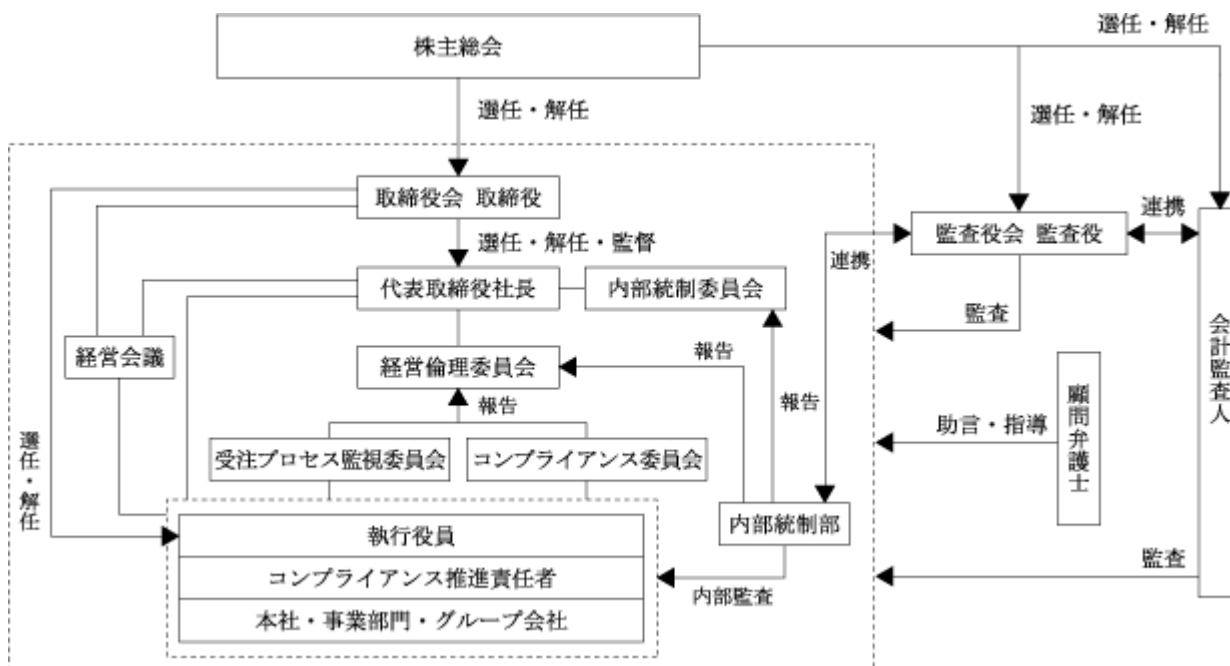 株主総会
選任・解任
選任・解任
選任・解任
取締役会 取締役
選任・解任・監督
監査役会 監査役
連携
連携
代表取締役社長
内部統制委員会
監査
経営会議
経営倫理委員会
報告
報告
報告
会計監査人
顧問弁護士
助言・指導
選任・解任
受注プロセス監視委員会
コンプライアンス委員会
内部統制部
執行役員
コンプライアンス推進責任者
本社・事業部門・グループ会社
内部監査
監査